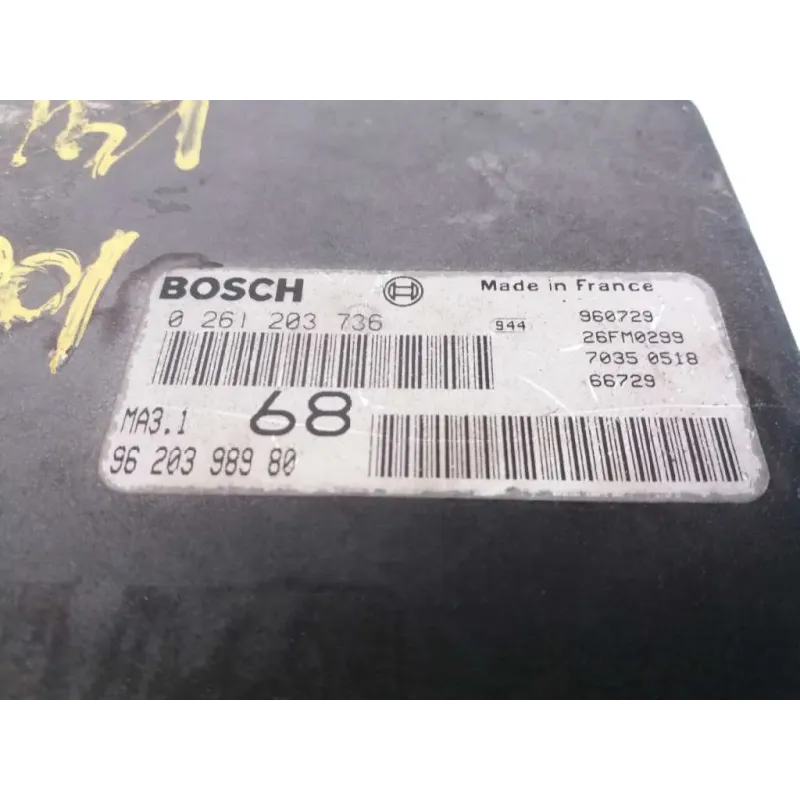 BOSCH
Made in France
0 261 203 736
944
960729
26FM0299
7035 0518
66729
MA3.1
68
96 203 989 80